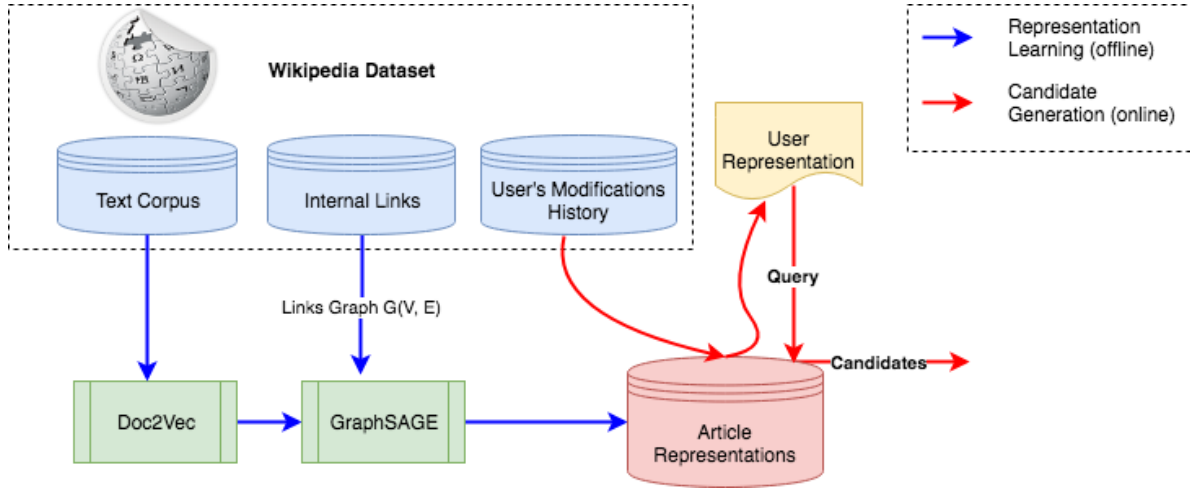 Wikipedia Dataset
Representation
Learning (offline)
Candidate
Generation (online)
Text Corpus
Internal Links
User's Modifications
History
User
Representation
Links Graph G(V, E)
Query
Candidates
Doc2Vec
GraphSAGE
Article
Representations